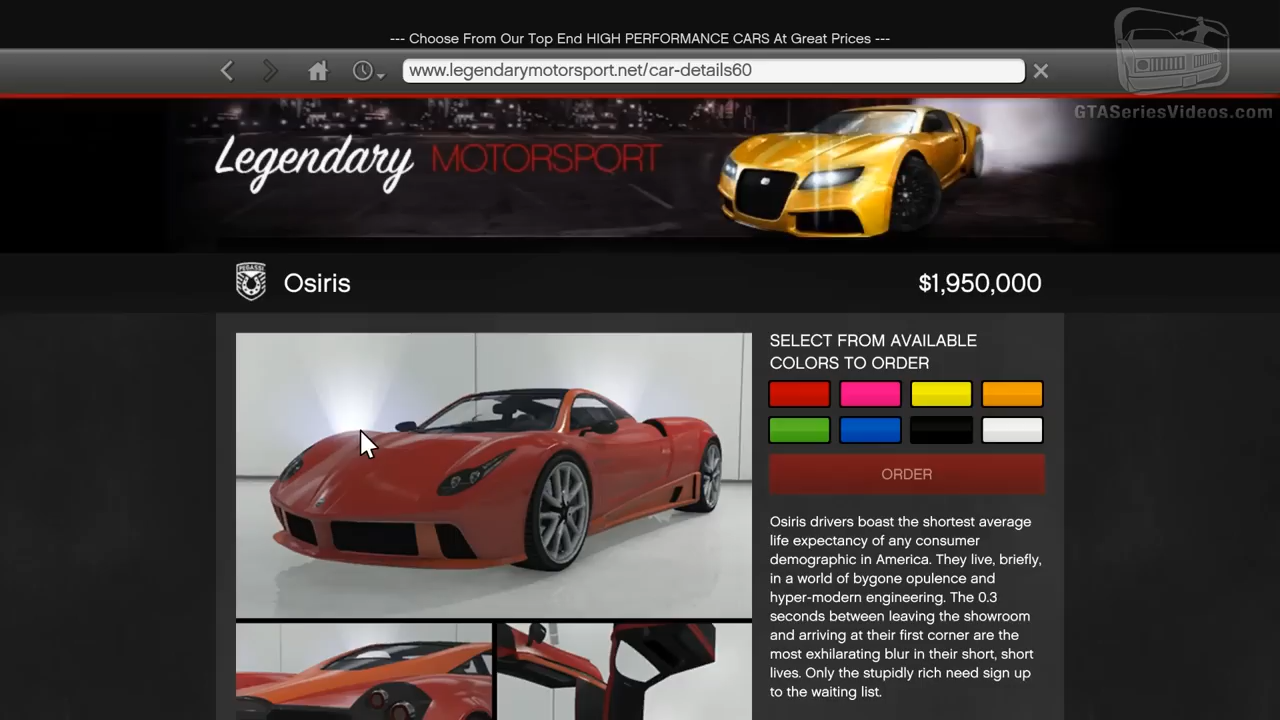 --- Choose From Our Top End HIGH PERFORMANCE CARS At Great Prices ---
www.legendarymotorsport.net/car-details60
GTASeriesVideos.com
Legendary MOTORSPORT
PEGASSI
Osiris
$1,950,000
SELECT FROM AVAILABLE
COLORS TO ORDER
ORDER
Osiris drivers boast the shortest average
life expectancy of any consumer
demographic in America. They live, briefly,
in a world of bygone opulence and
hyper-modern engineering. The 0.3
seconds between leaving the showroom
and arriving at their first corner are the
most exhilarating blur in their short, short
lives. Only the stupidly rich need sign up
to the waiting list.